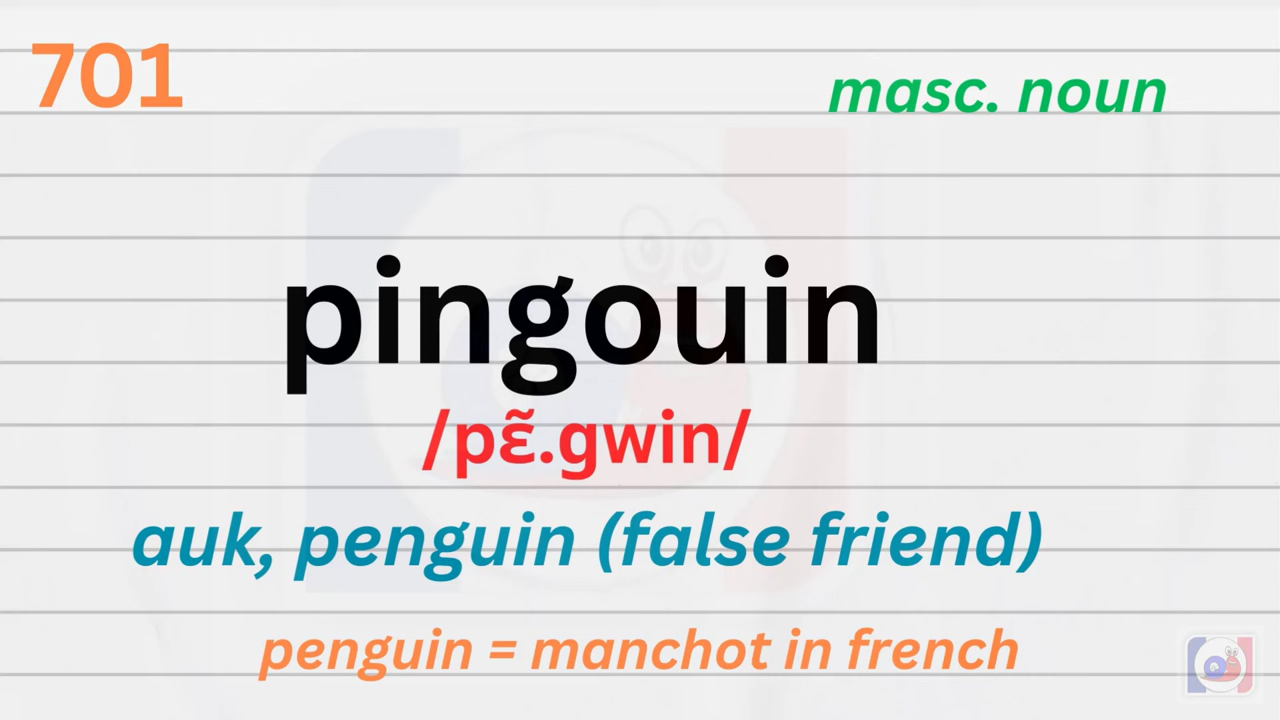 701
masc. noun
pingouin
/pɛ̃.gwin/
auk, penguin (false friend)
penguin = manchot in french